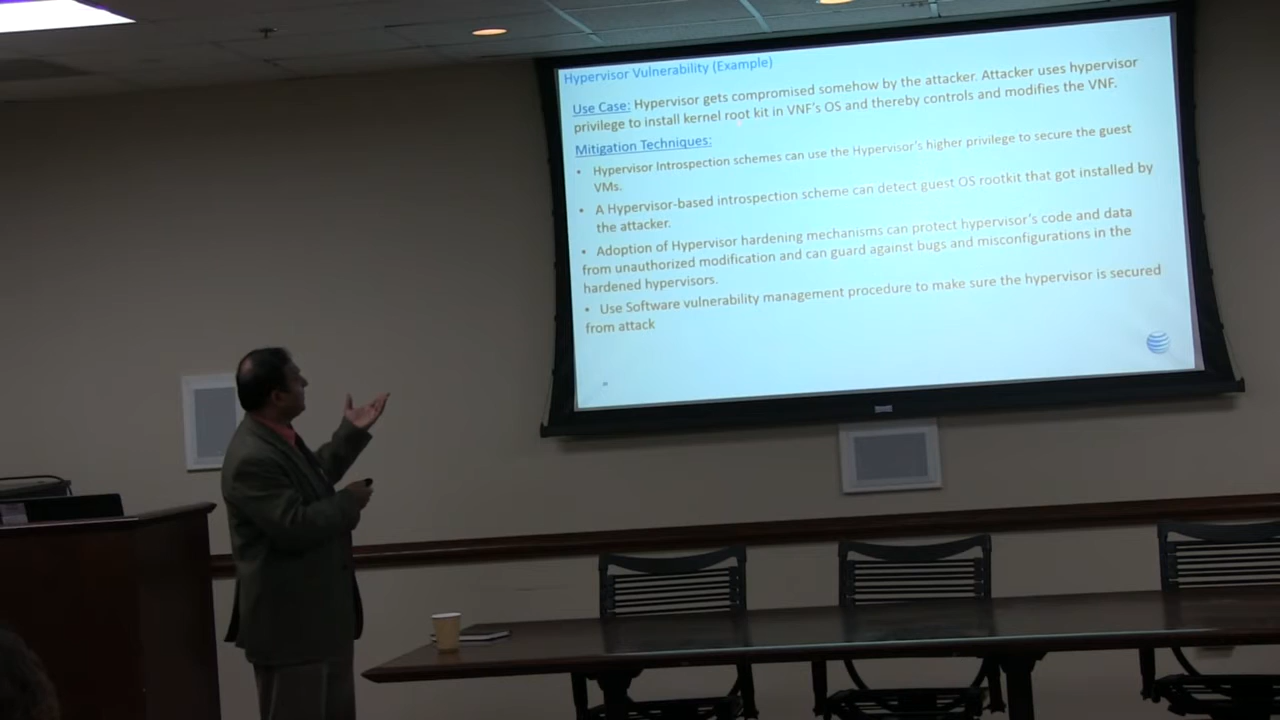 Hypervisor Vulnerability (Example)
Use Case: Hypervisor gets compromised somehow by the attacker. Attacker uses hypervisor
privilege to install kernel root kit in VNF's OS and thereby controls and modifies the VNF.
Mitigation Techniques:
• Hypervisor Introspection schemes can use the Hypervisor's higher privilege to secure the guest
VMs.
• A Hypervisor-based introspection scheme can detect guest OS rootkit that got installed by
the attacker.
• Adoption of Hypervisor hardening mechanisms can protect hypervisor's code and data
from unauthorized modification and can guard against bugs and misconfigurations in the
hardened hypervisors.
• Use Software vulnerability management procedure to make sure the hypervisor is secured
from attack